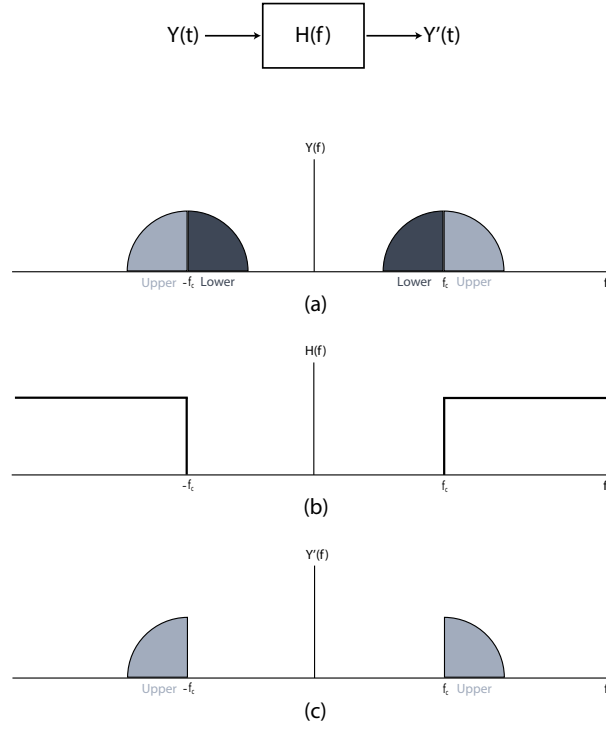 Y(t) H(f) Y'(t)
Y(f)
Upper -fc Lower Lower fc Upper f
(a)
H(f)
-fc fc f
(b)
Y'(f)
Upper -fc fc Upper f
(c)